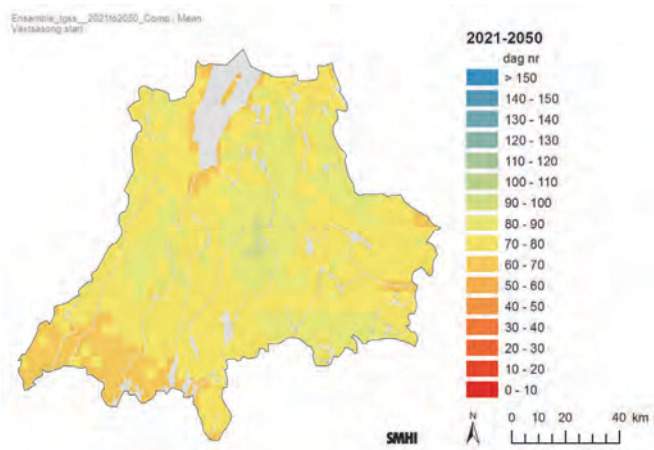 Ensemble_tgss__2021to2050_Comp : Mean
Växtsäsong start
2021-2050
dag nr
> 150
140 - 150
130 - 140
120 - 130
110 - 120
100 - 110
90 - 100
80 - 90
70 - 80
60 - 70
50 - 60
40 - 50
30 - 40
20 - 30
10 - 20
0 - 10
N
0 10 20 40 km
SMHI